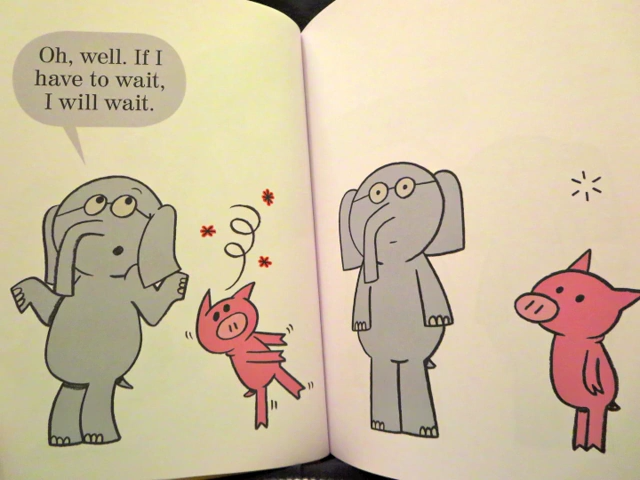 Oh, well. If I
have to wait,
I will wait.